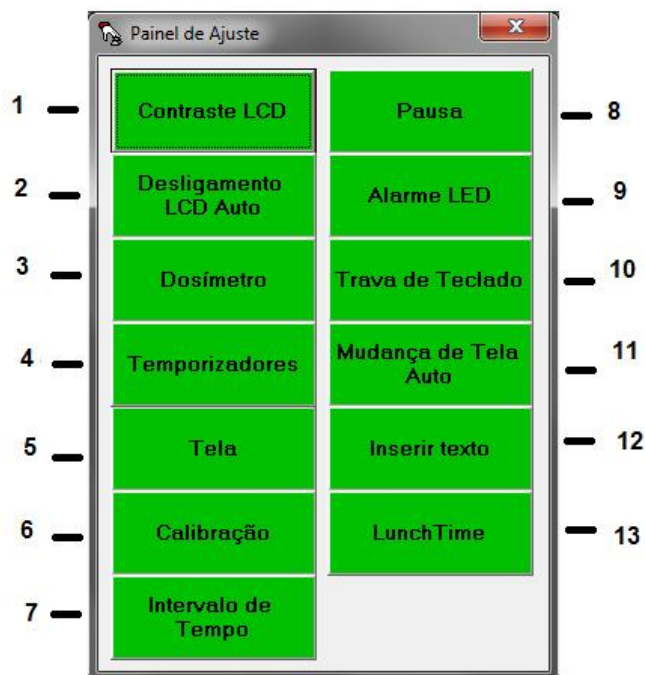 Painel de Ajuste
X
1
Contraste LCD
2
Desligamento
LCD Auto
3
Dosímetro
4
Temporizadores
5
Tela
6
Calibração
7
Intervalo de
Tempo
Pausa
8
Alarme LED
9
Trava de Teclado
10
Mudança de Tela
Auto
11
Inserir texto
12
LunchTime
13